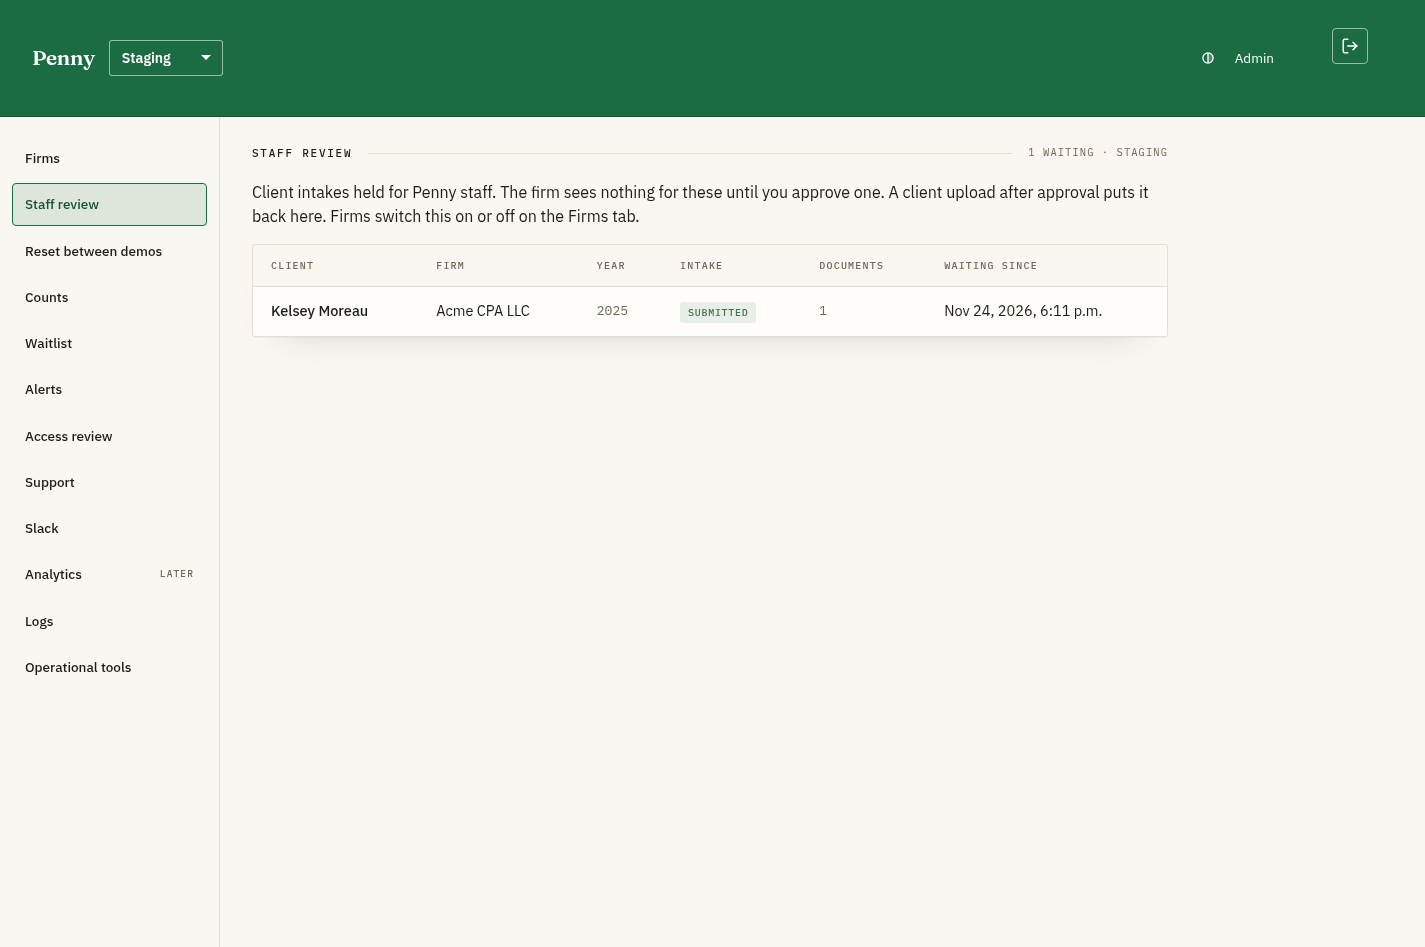 Penny
Staging
Admin
Firms
Staff review
Reset between demos
Counts
Waitlist
Alerts
Access review
Support
Slack
Analytics LATER
Logs
Operational tools
STAFF REVIEW 1 WAITING · STAGING
Client intakes held for Penny staff. The firm sees nothing for these until you approve one. A client upload after approval puts it
back here. Firms switch this on or off on the Firms tab.
CLIENT FIRM YEAR INTAKE DOCUMENTS WAITING SINCE
Kelsey Moreau Acme CPA LLC 2025 SUBMITTED 1 Nov 24, 2026, 6:11 p.m.